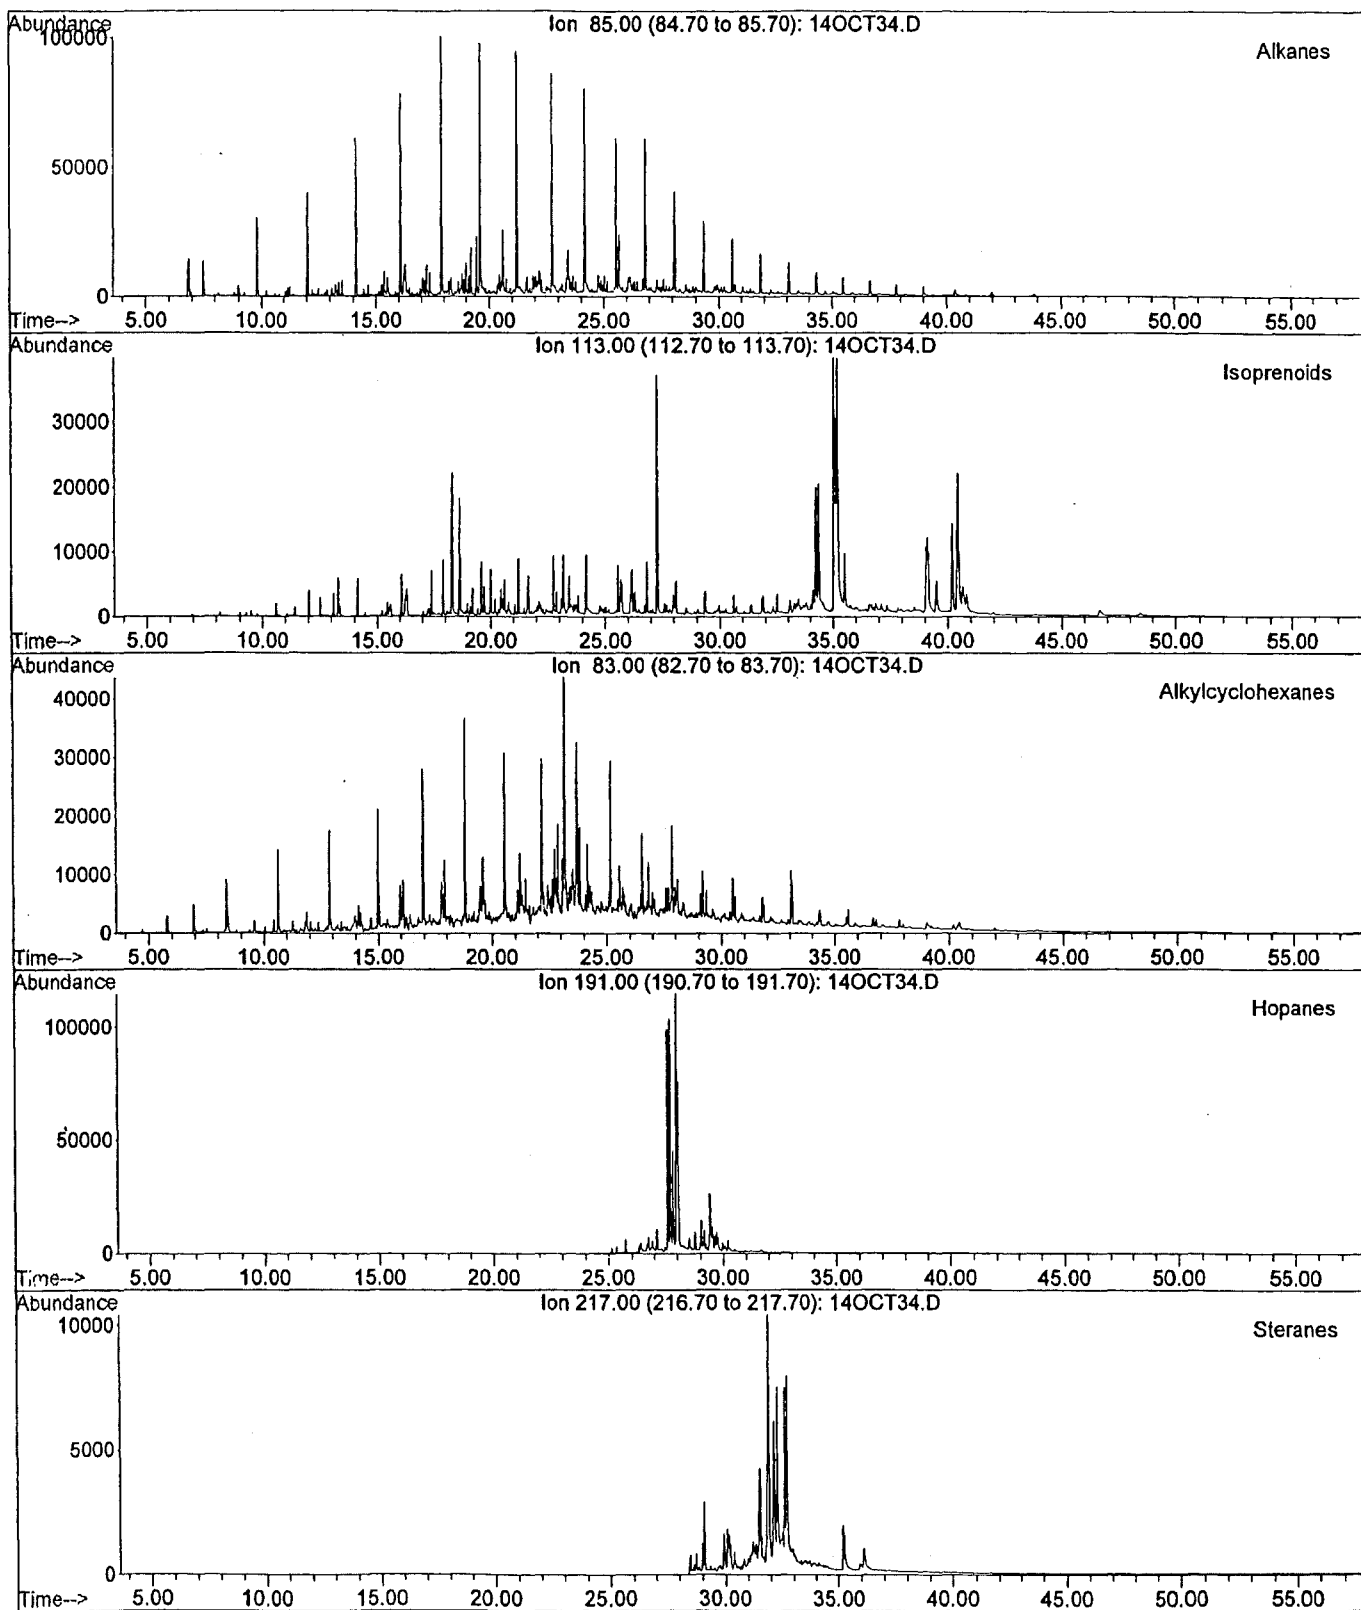 Abundance
Ion 85.00 (84.70 to 85.70): 14OCT34.D
Alkanes
100000
50000
0
Time--> 5.00 10.00 15.00 20.00 25.00 30.00 35.00 40.00 45.00 50.00 55.00
Abundance
Ion 113.00 (112.70 to 113.70): 14OCT34.D
Isoprenoids
30000
20000
10000
0
Time--> 5.00 10.00 15.00 20.00 25.00 30.00 35.00 40.00 45.00 50.00 55.00
Abundance
Ion 83.00 (82.70 to 83.70): 14OCT34.D
Alkylcyclohexanes
40000
30000
20000
10000
0
Time--> 5.00 10.00 15.00 20.00 25.00 30.00 35.00 40.00 45.00 50.00 55.00
Abundance
Ion 191.00 (190.70 to 191.70): 14OCT34.D
Hopanes
100000
50000
0
Time--> 5.00 10.00 15.00 20.00 25.00 30.00 35.00 40.00 45.00 50.00 55.00
Abundance
Ion 217.00 (216.70 to 217.70): 14OCT34.D
Steranes
10000
5000
0
Time--> 5.00 10.00 15.00 20.00 25.00 30.00 35.00 40.00 45.00 50.00 55.00